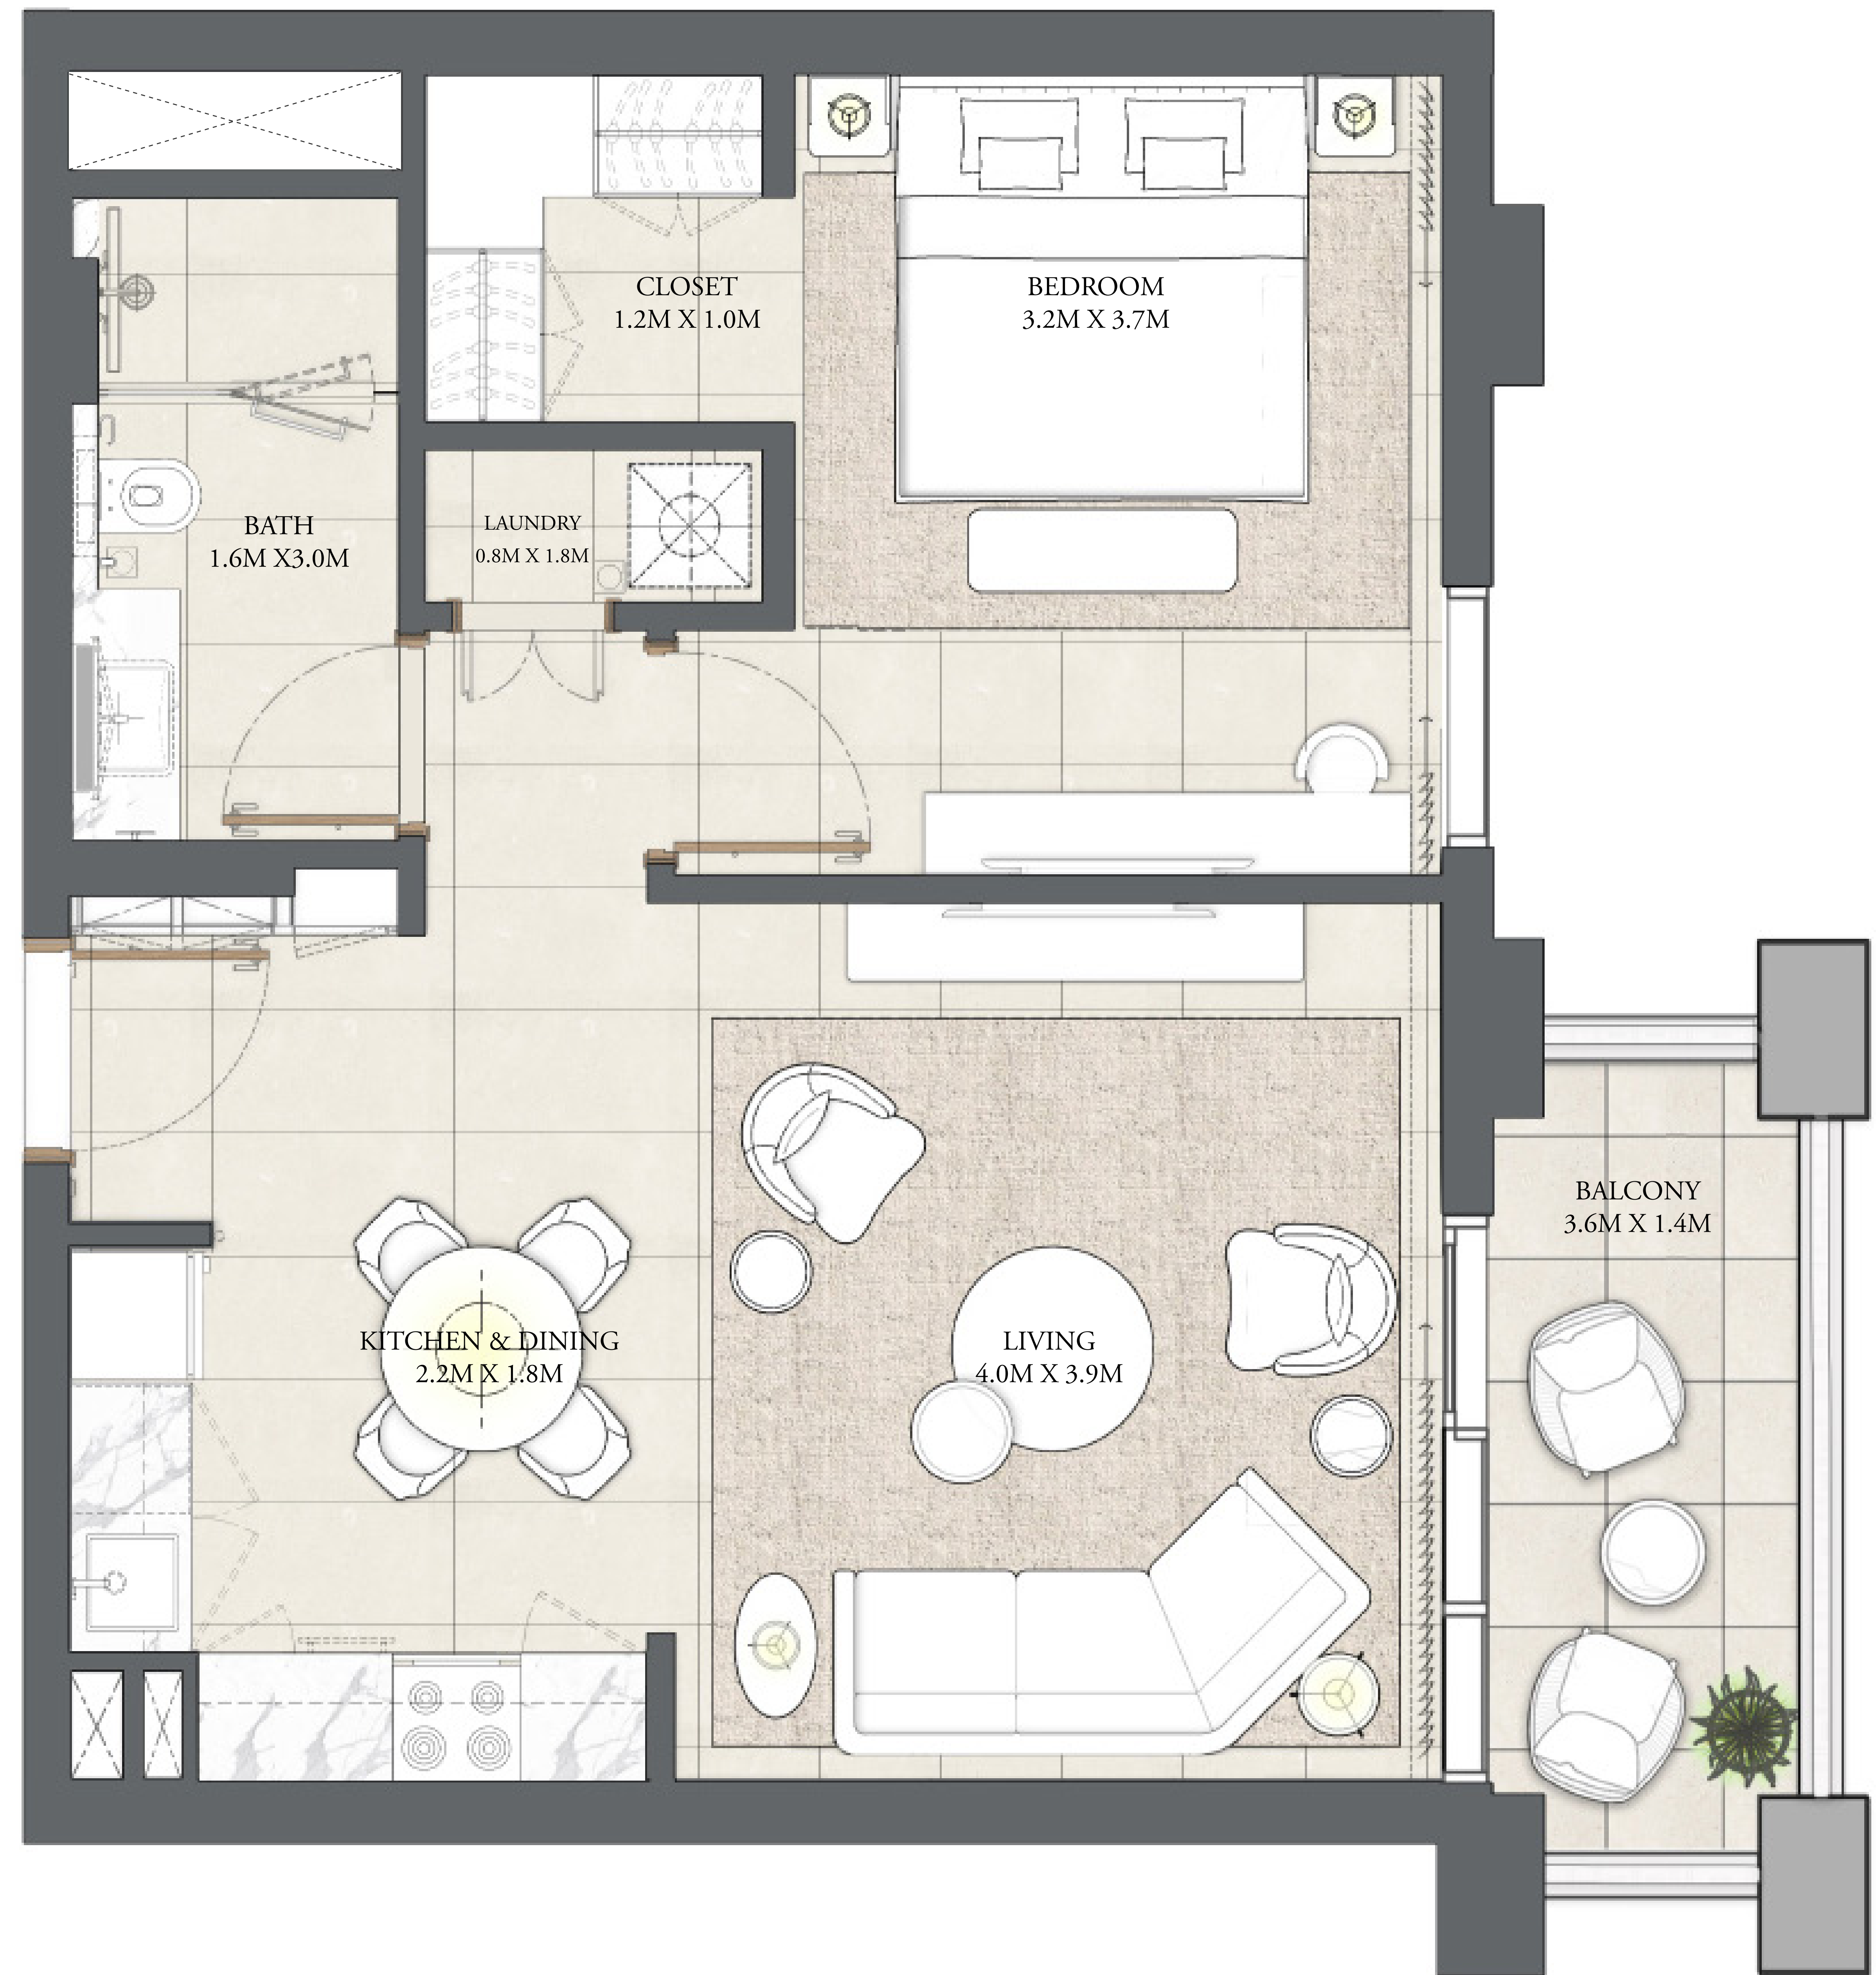 CLOSET
1.2M X 1.0M
BEDROOM
3.2M X 3.7M
BATH
1.6M X3.0M
LAUNDRY
0.8M X 1.8M
BALCONY
3.6M X 1.4M
KITCHEN & DINING
2.2M X 1.8M
LIVING
4.0M X 3.9M